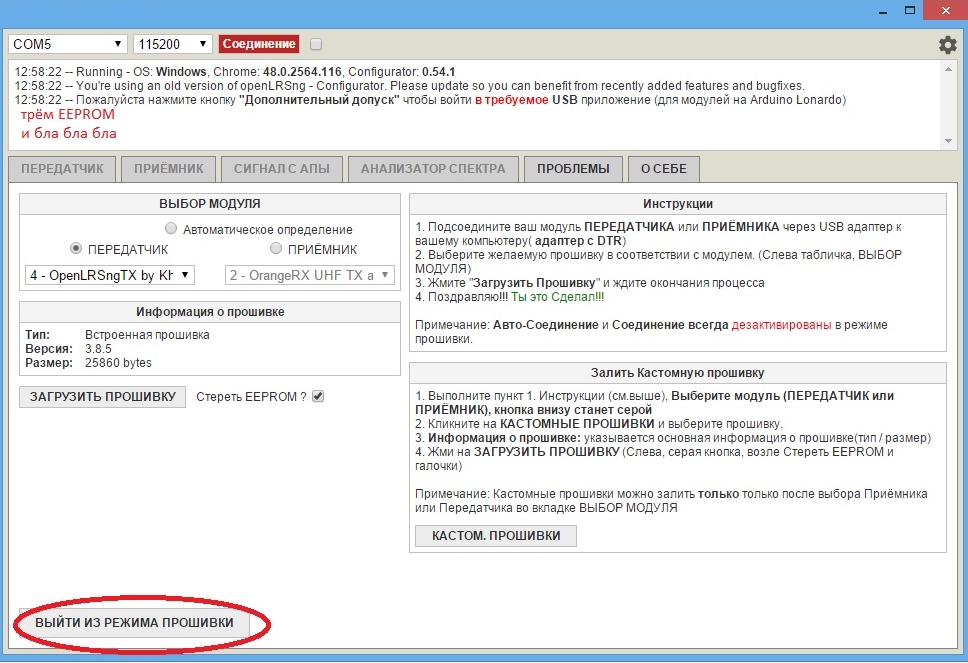 COM5 115200 Соединение
12:58:22 -- Running - OS: Windows, Chrome: 48.0.2564.116, Configurator: 0.54.1
12:58:22 -- You're using an old version of openLRSng - Configurator. Please update so you can benefit from recently added features and bugfixes.
12:58:22 -- Пожалуйста нажмите кнопку "Дополнительный допуск" чтобы войти в требуемое USB приложение (для модулей на Arduino Lonardo)
трём EEPROM
и бла бла бла
ПЕРЕДАТЧИК ПРИЁМНИК СИГНАЛ С АПЫ АНАЛИЗАТОР СПЕКТРА ПРОБЛЕМЫ О СЕБЕ
ВЫБОР МОДУЛЯ
Автоматическое определение
ПЕРЕДАТЧИК ПРИЁМНИК
4 - OpenLRSngTX by Kh 2 - OrangeRX UHF TX a
Информация о прошивке
Тип: Встроенная прошивка
Версия: 3.8.5
Размер: 25860 bytes
ЗАГРУЗИТЬ ПРОШИВКУ Стереть EEPROM ?
Инструкции
1. Подсоедините ваш модуль ПЕРЕДАТЧИКА или ПРИЁМНИКА через USB адаптер к
вашему компьютеру( адаптер с DTR)
2. Выберите желаемую прошивку в соответствии с модулем. (Слева табличка, ВЫБОР
МОДУЛЯ)
3. Жмите "Загрузить Прошивку" и ждите окончания процесса
4. Поздравляю!!! Ты это Сделал!!!
Примечание: Авто-Соединение и Соединение всегда дезактивированы в режиме
прошивки.
Залить Кастомную прошивку
1. Выполните пункт 1. Инструкции (см.выше), Выберите модуль (ПЕРЕДАТЧИК или
ПРИЁМНИК), кнопка внизу станет серой
2. Кликните на КАСТОМНЫЕ ПРОШИВКИ и выберите прошивку.
3. Информация о прошивке: указывается основная информация о прошивке(тип / размер)
4. Жми на ЗАГРУЗИТЬ ПРОШИВКУ (Слева, серая кнопка, возле Стереть EEPROM и
галочки)
Примечание: Кастомные прошивки можно залить только только после выбора Приёмника
или Передатчика во вкладке ВЫБОР МОДУЛЯ
КАСТОМ. ПРОШИВКИ
ВЫЙТИ ИЗ РЕЖИМА ПРОШИВКИ